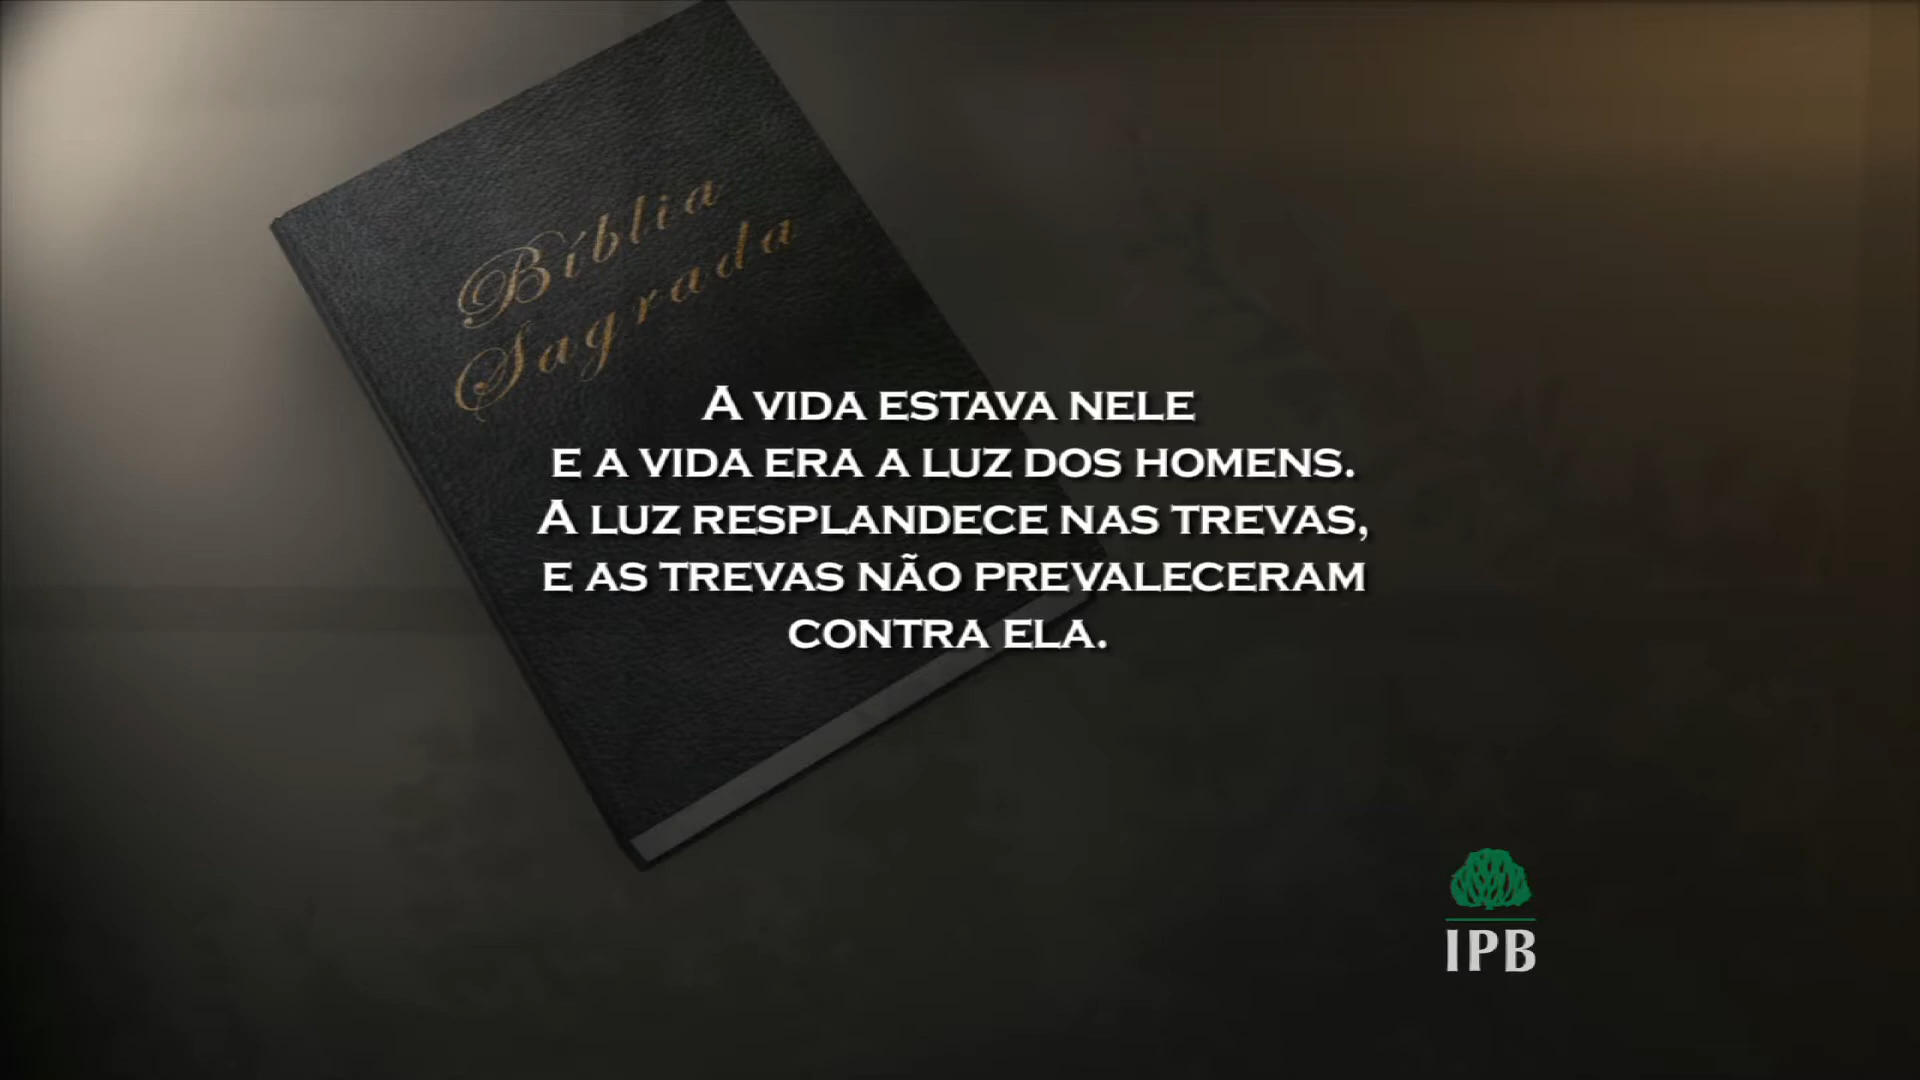 Bíblia
Sagrada
A VIDA ESTAVA NELE
E A VIDA ERA A LUZ DOS HOMENS.
A LUZ RESPLANDECE NAS TREVAS,
E AS TREVAS NÃO PREVALECERAM
CONTRA ELA.
IPB